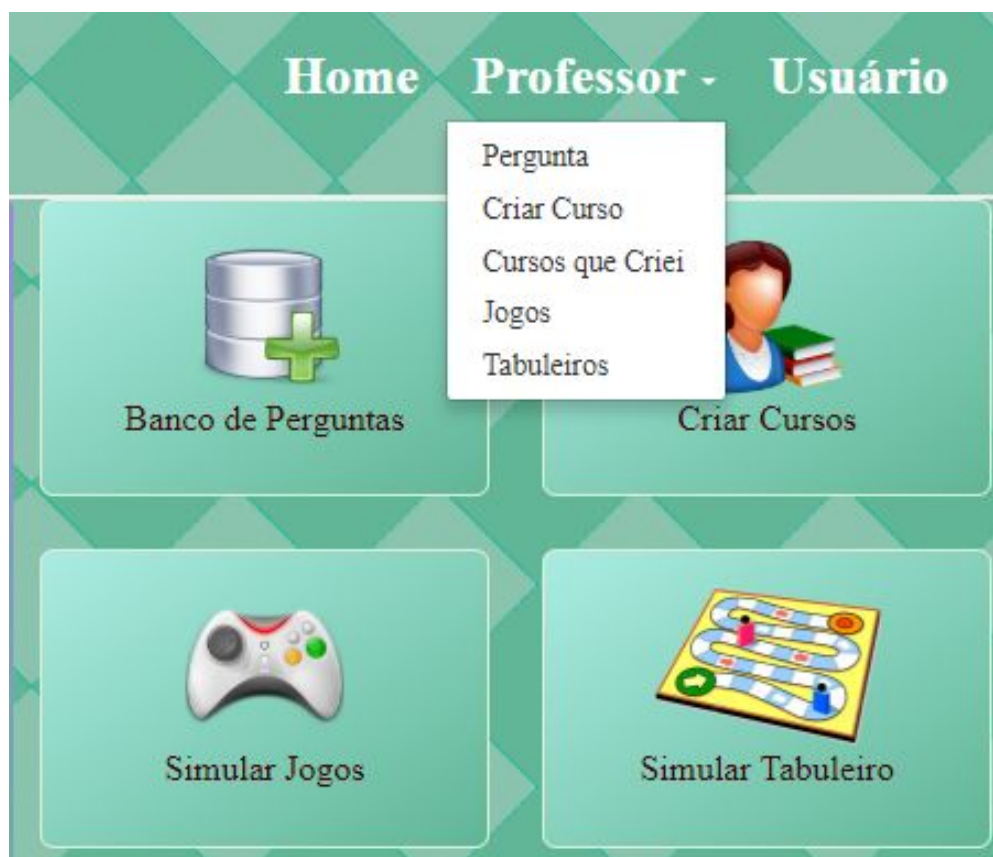 Home Professor - Usuário
Pergunta
Criar Curso
Cursos que Criei
Jogos
Tabuleiros
Banco de Perguntas
Criar Cursos
Simular Jogos
Simular Tabuleiro